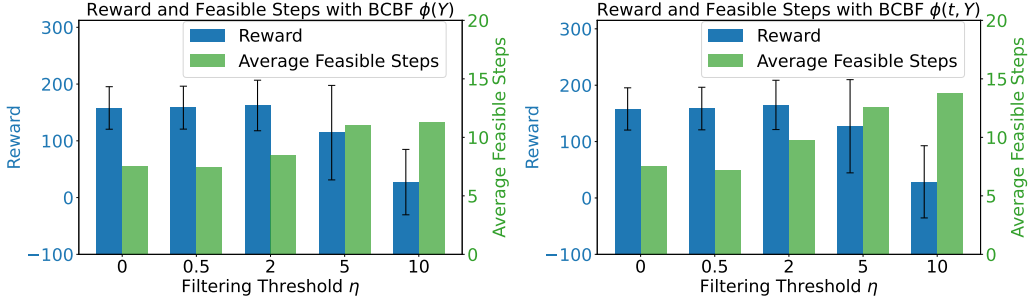 Reward and Feasible Steps with BCBF ϕ(Y)
Reward
Average Feasible Steps
300
200
100
0
−100
Reward
20
15
10
5
0
Average Feasible Steps
0 0.5 2 5 10
Filtering Threshold η
Reward and Feasible Steps with BCBF ϕ(t, Y)
Reward
Average Feasible Steps
300
200
100
0
−100
Reward
20
15
10
5
0
Average Feasible Steps
0 0.5 2 5 10
Filtering Threshold η